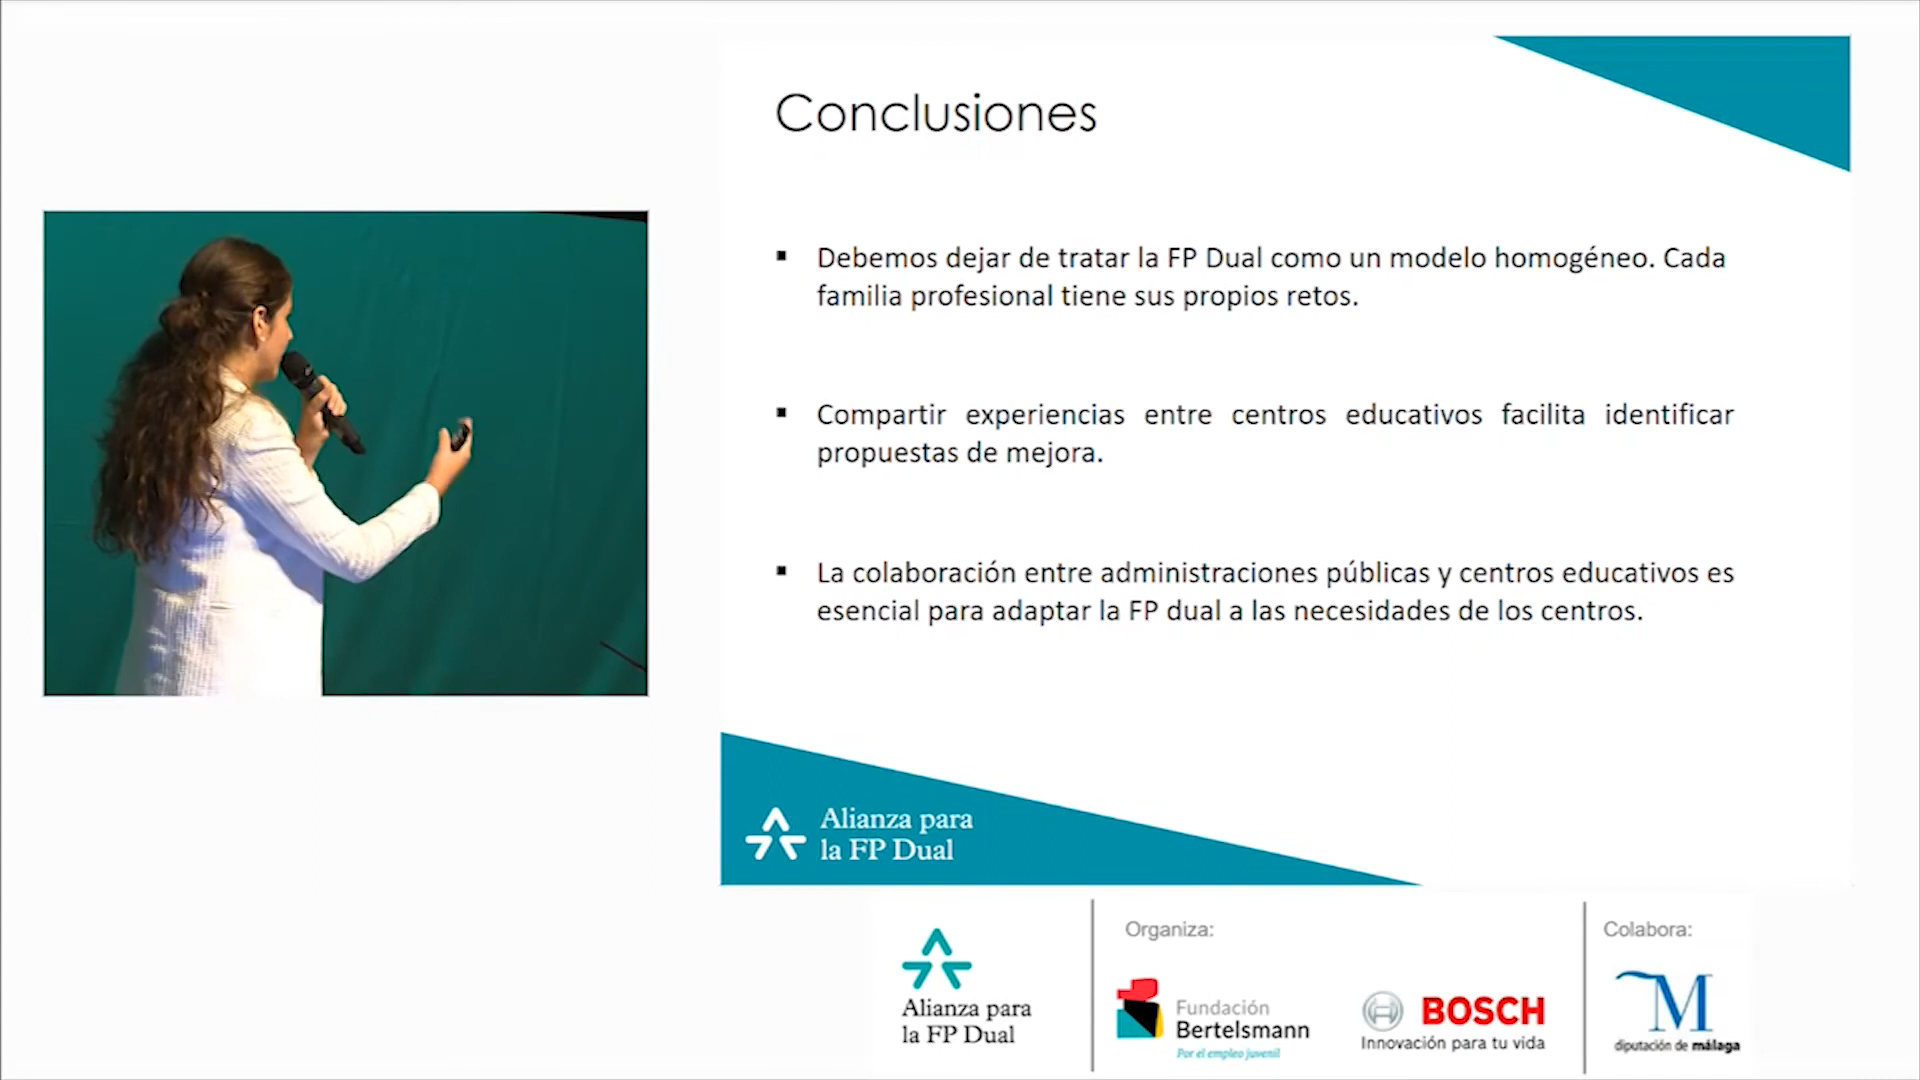 Conclusiones
▪ Debemos dejar de tratar la FP Dual como un modelo homogéneo. Cada
familia profesional tiene sus propios retos.
▪ Compartir experiencias entre centros educativos facilita identificar
propuestas de mejora.
▪ La colaboración entre administraciones públicas y centros educativos es
esencial para adaptar la FP dual a las necesidades de los centros.
Alianza para
la FP Dual
Alianza para
la FP Dual
Organiza:
Fundación
Bertelsmann
Por el empleo juvenil
BOSCH
Innovación para tu vida
Colabora:
M
diputación de málaga